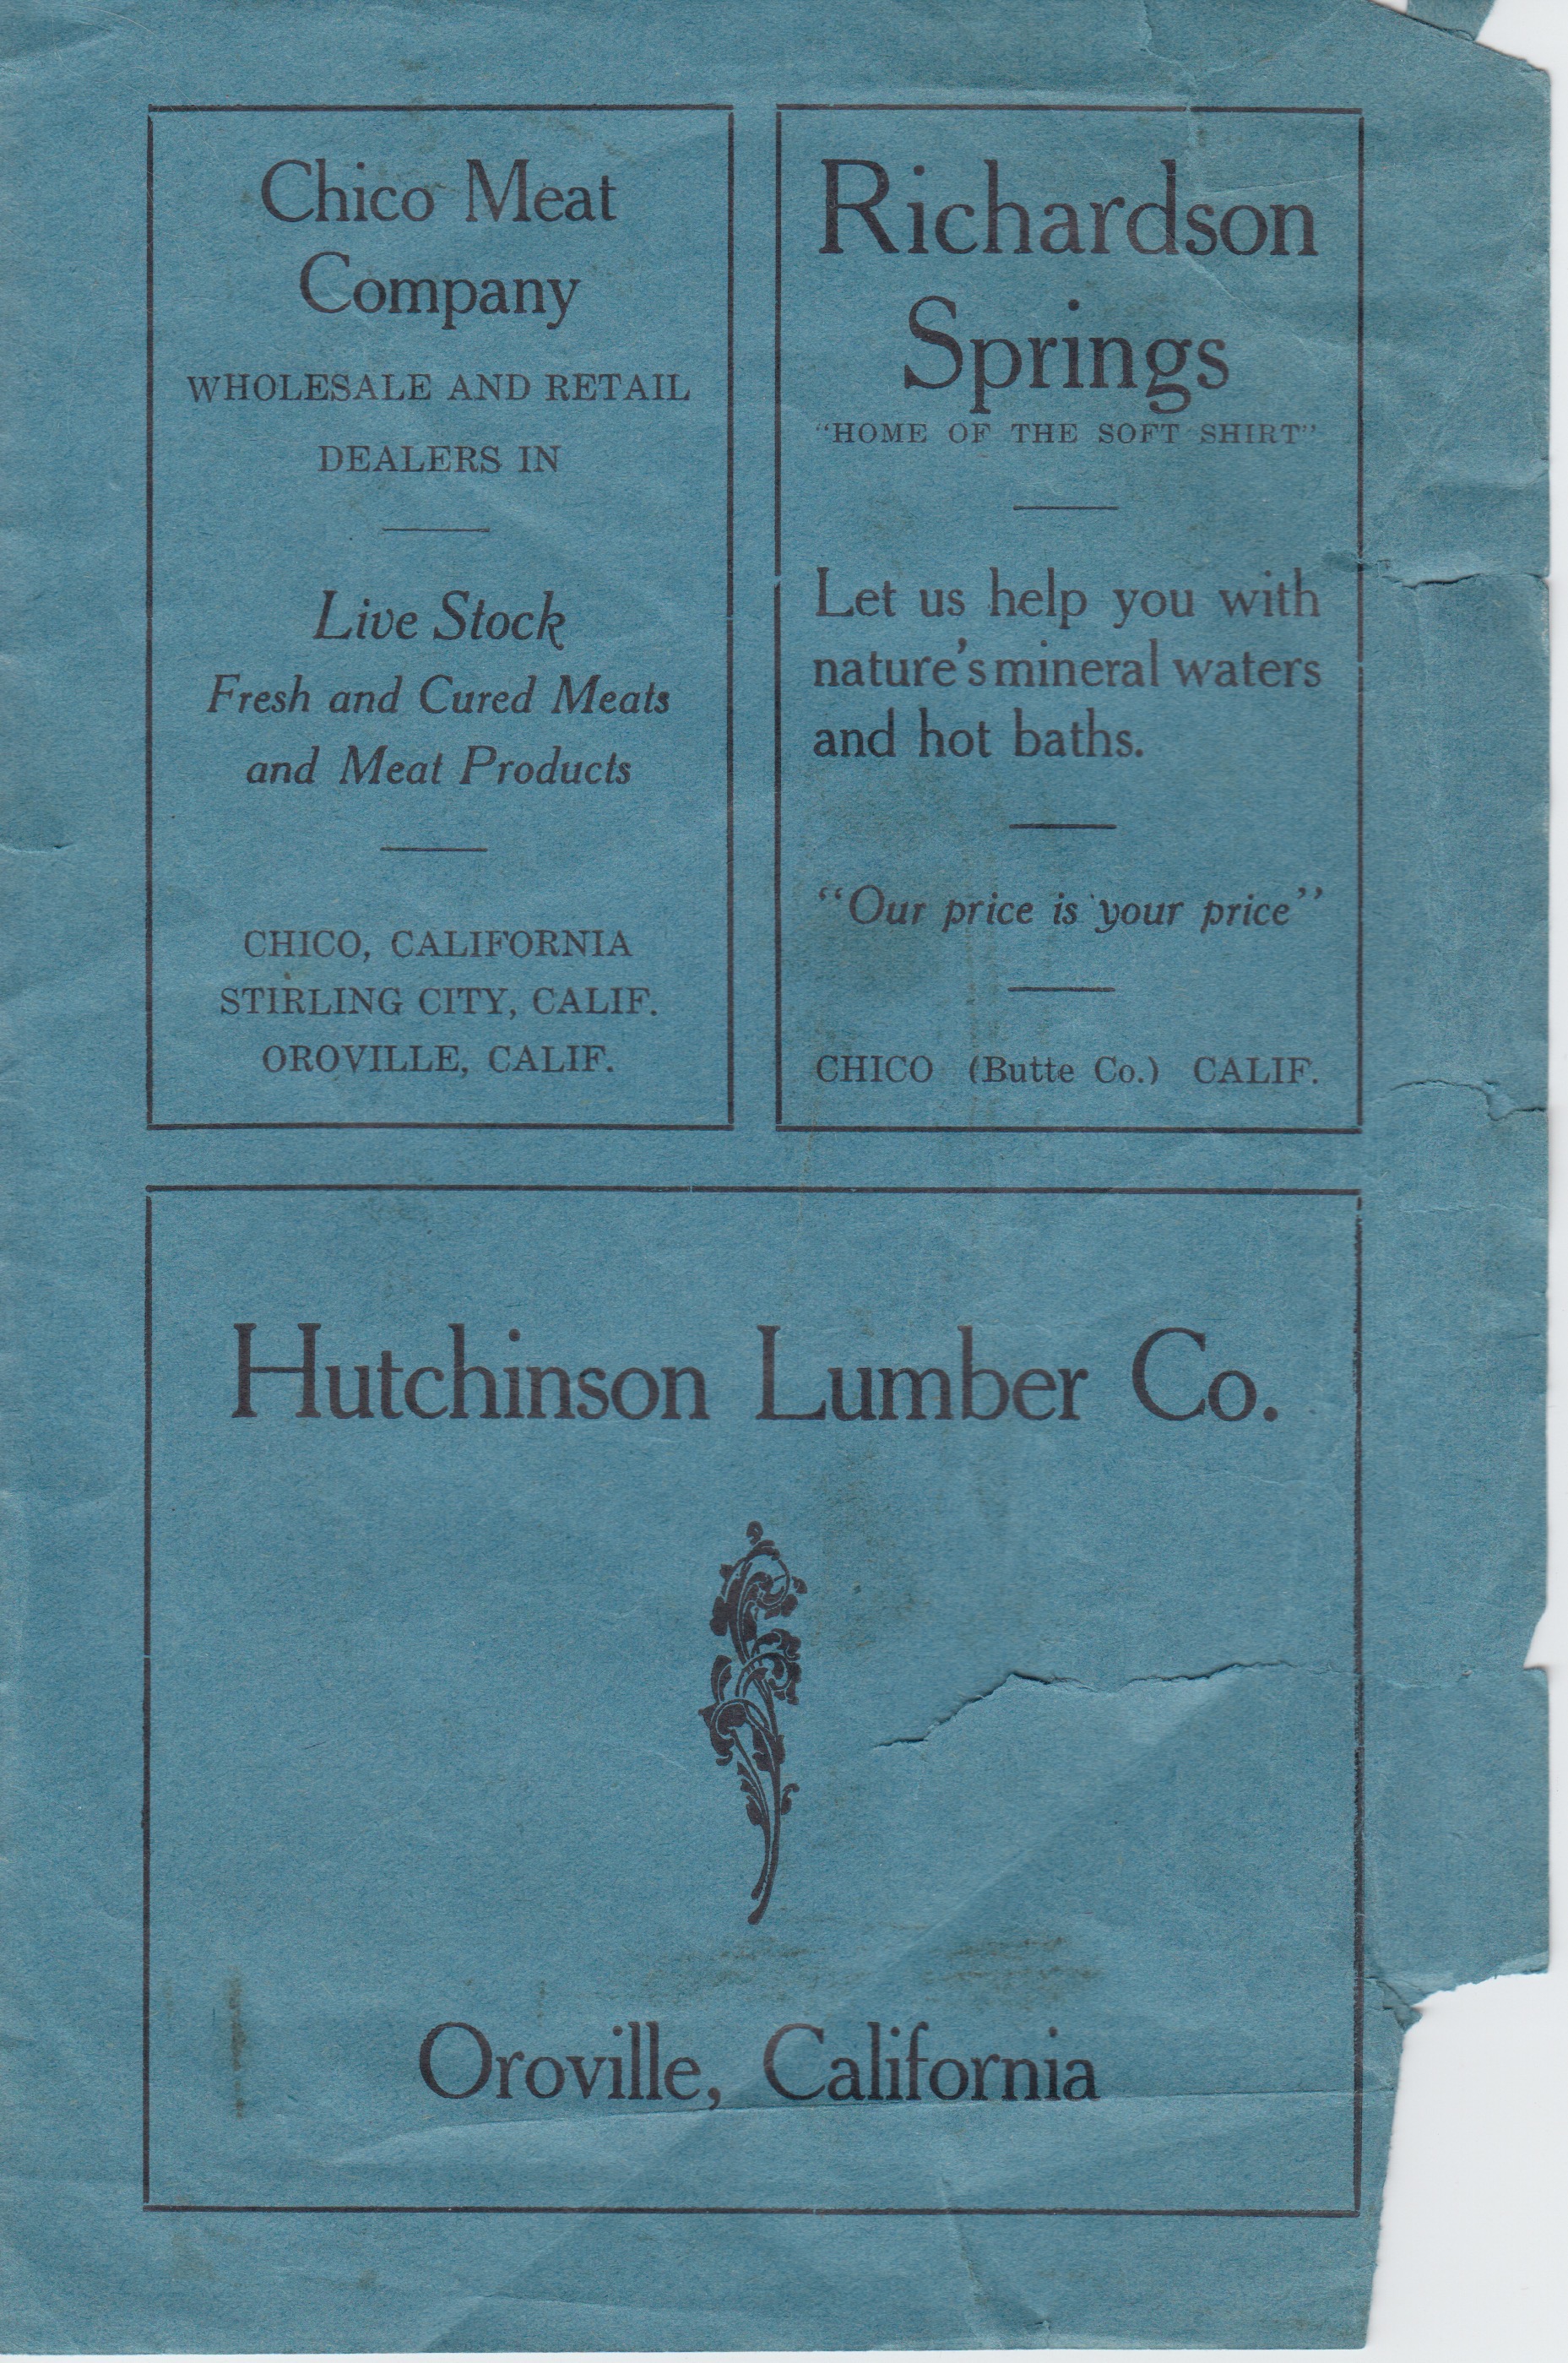 Chico Meat
Company
WHOLESALE AND RETAIL
DEALERS IN
Live Stock
Fresh and Cured Meats
and Meat Products
CHICO, CALIFORNIA
STIRLING CITY, CALIF.
OROVILLE, CALIF.
Richardson
Springs
"HOME OF THE SOFT SHIRT"
Let us help you with
nature's mineral waters
and hot baths.
"Our price is your price"
CHICO (Butte Co.) CALIF.
Hutchinson Lumber Co.
Oroville, California